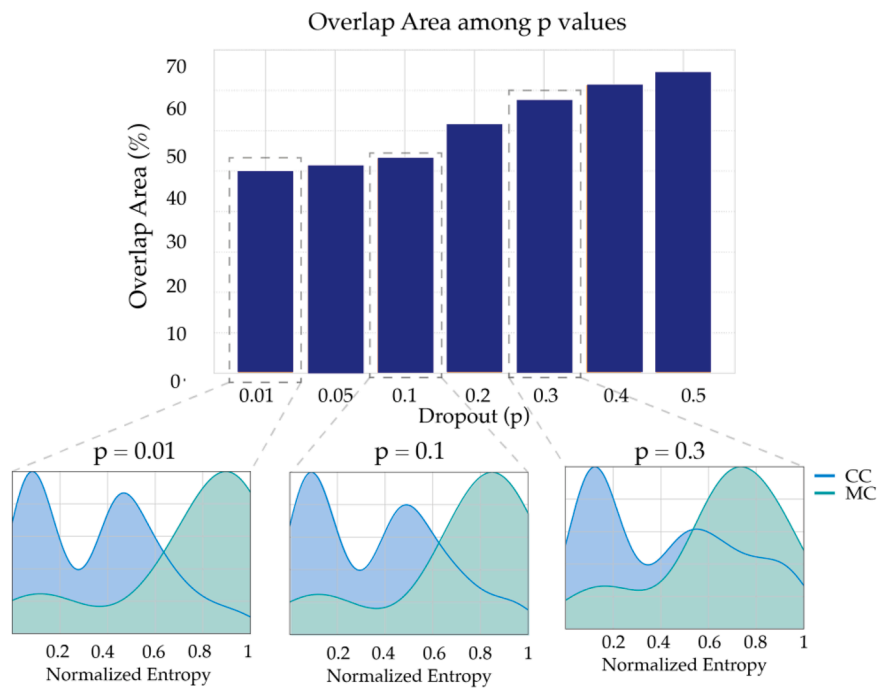 Overlap Area among p values
Overlap Area (%)
70
60
50
40
30
20
10
0
0.01 0.05 0.1 0.2 0.3 0.4 0.5
Dropout (p)
p = 0.01
0.2 0.4 0.6 0.8 1
Normalized Entropy
p = 0.1
0.2 0.4 0.6 0.8 1
Normalized Entropy
p = 0.3
0.2 0.4 0.6 0.8 1
Normalized Entropy
CC
MC